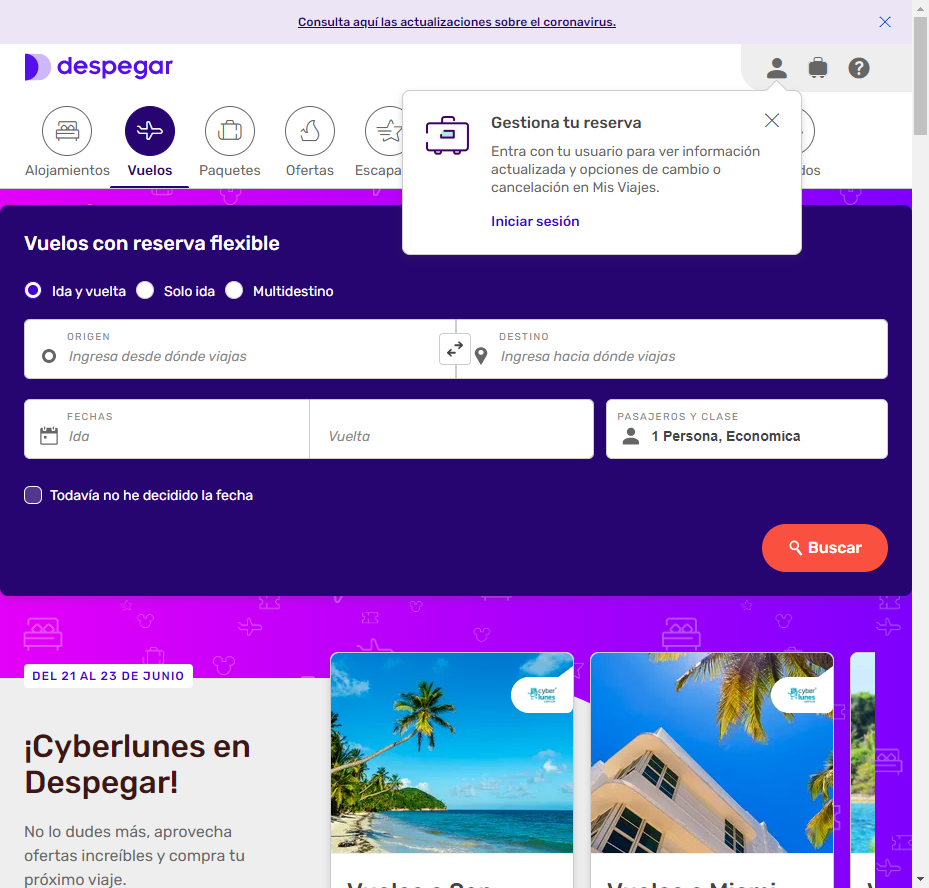 Consulta aquí las actualizaciones sobre el coronavirus.
despegar
Alojamientos
Vuelos
Paquetes
Ofertas
Escapa
dos
Gestiona tu reserva
Entra con tu usuario para ver información
actualizada y opciones de cambio o
cancelación en Mis Viajes.
Iniciar sesión
Vuelos con reserva flexible
Ida y vuelta
Solo ida
Multidestino
ORIGEN
Ingresa desde dónde viajas
DESTINO
Ingresa hacia dónde viajas
FECHAS
Ida
Vuelta
PASAJEROS Y CLASE
1 Persona, Economica
Todavía no he decidido la fecha
Buscar
DEL 21 AL 23 DE JUNIO
¡Cyberlunes en
Despegar!
No lo dudes más, aprovecha
ofertas increíbles y compra tu
próximo viaje.
cyber
lunes
cyber
lunes
Vuelos a San
Vuelos a Miami